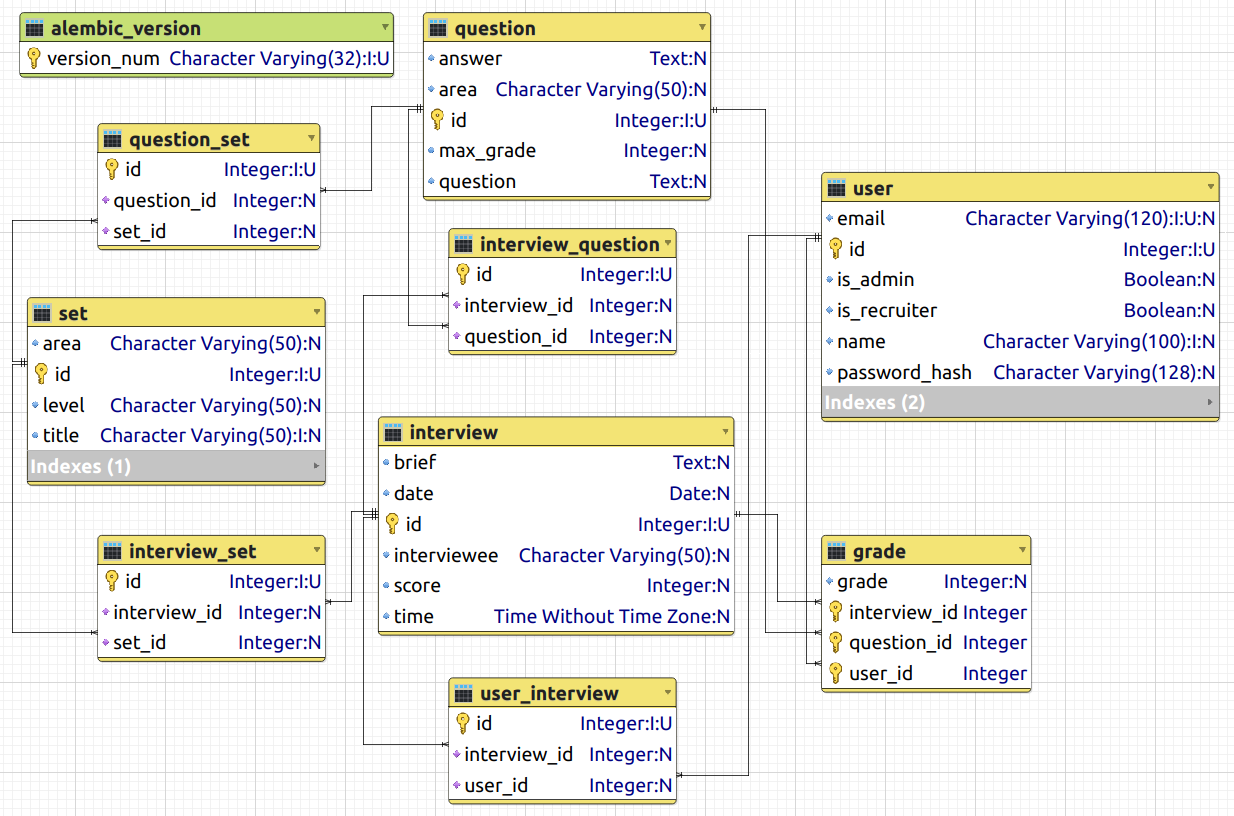 alembic_version
version_num Character Varying(32):I:U
question
answer Text:N
area Character Varying(50):N
id Integer:I:U
max_grade Integer:N
question Text:N
question_set
id Integer:I:U
question_id Integer:N
set_id Integer:N
user
email Character Varying(120):I:U:N
id Integer:I:U
is_admin Boolean:N
is_recruiter Boolean:N
name Character Varying(100):I:N
password_hash Character Varying(128):N
Indexes (2)
interview_question
id Integer:I:U
interview_id Integer:N
question_id Integer:N
set
area Character Varying(50):N
id Integer:I:U
level Character Varying(50):N
title Character Varying(50):I:N
Indexes (1)
interview
brief Text:N
date Date:N
id Integer:I:U
interviewee Character Varying(50):N
score Integer:N
time Time Without Time Zone:N
interview_set
id Integer:I:U
interview_id Integer:N
set_id Integer:N
grade
grade Integer:N
interview_id Integer
question_id Integer
user_id Integer
user_interview
id Integer:I:U
interview_id Integer:N
user_id Integer:N